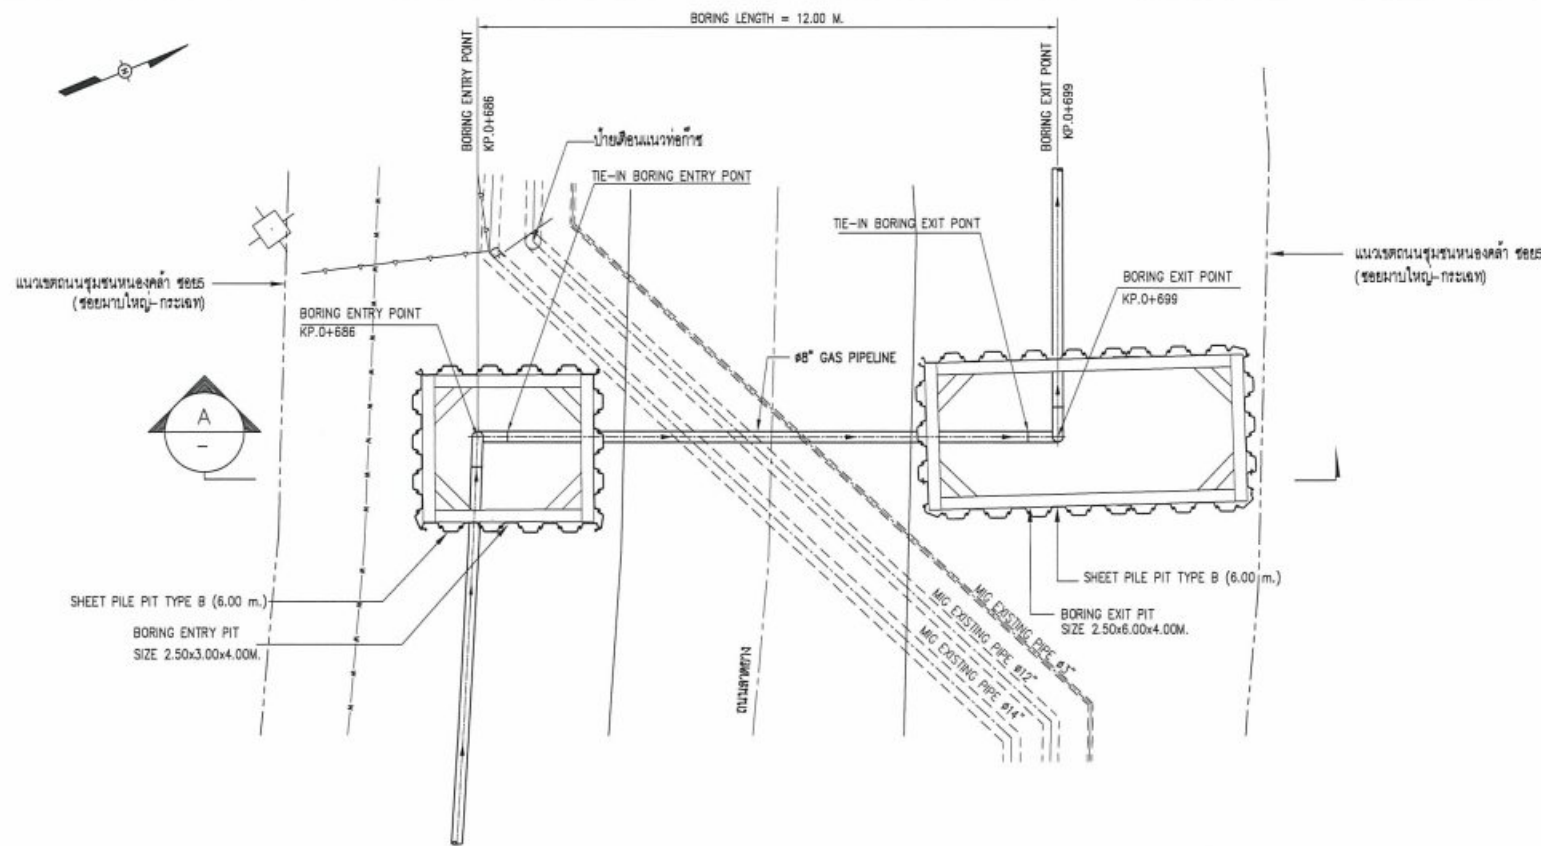 BORING LENGTH = 12.00 M.
BORING ENTRY POINT
KP.0+686
BORING EXIT POINT
KP.0+699
N
ป้ายเตือนแนวท่อก๊าซ
TIE-IN BORING ENTRY PONT
TIE-IN BORING EXIT PONT
แนวเขตถนนชุมชนหนองคล้า ซอย5
(ซอยมาบใหญ่-กระเฉท)
แนวเขตถนนชุมชนหนองคล้า ซอย5
(ซอยมาบใหญ่-กระเฉท)
BORING EXIT POINT
KP.0+699
BORING ENTRY POINT
KP.0+686
ø8" GAS PIPELINE
A
-
SHEET PILE PIT TYPE B (6.00 m.)
BORING ENTRY PIT
SIZE 2.50x3.00x4.00M.
SHEET PILE PIT TYPE B (6.00 m.)
BORING EXIT PIT
SIZE 2.50x6.00x4.00M.
MIG EXISTING PIPE ø3"
MIG EXISTING PIPE ø12"
MIG EXISTING PIPE ø14"
ถนนลาดยาง